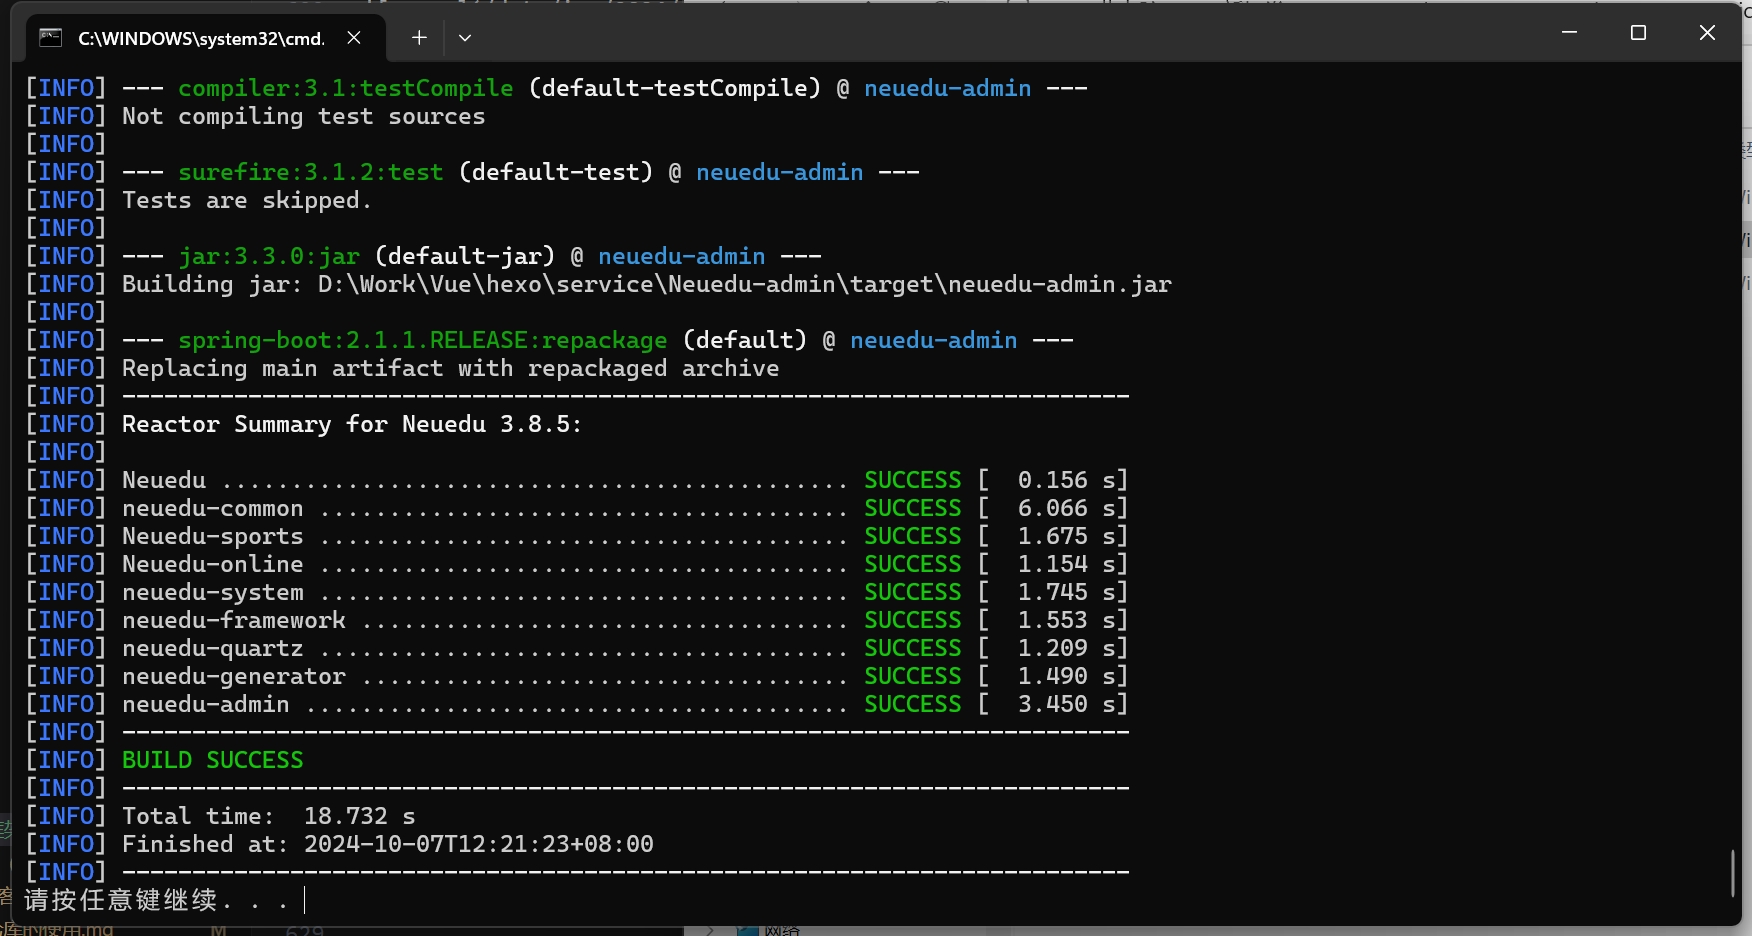 C:\WINDOWS\system32\cmd.
[INFO] --- compiler:3.1:testCompile (default-testCompile) @ neuedu-admin ---
[INFO] Not compiling test sources
[INFO]
[INFO] --- surefire:3.1.2:test (default-test) @ neuedu-admin ---
[INFO] Tests are skipped.
[INFO]
[INFO] --- jar:3.3.0:jar (default-jar) @ neuedu-admin ---
[INFO] Building jar: D:\Work\Vue\hexo\service\Neuedu-admin\target\neuedu-admin.jar
[INFO]
[INFO] --- spring-boot:2.1.1.RELEASE:repackage (default) @ neuedu-admin ---
[INFO] Replacing main artifact with repackaged archive
[INFO] ------------------------------------------------------------------------
[INFO] Reactor Summary for Neuedu 3.8.5:
[INFO]
[INFO] Neuedu ............................................. SUCCESS [  0.156 s]
[INFO] neuedu-common ...................................... SUCCESS [  6.066 s]
[INFO] Neuedu-sports ...................................... SUCCESS [  1.675 s]
[INFO] Neuedu-online ...................................... SUCCESS [  1.154 s]
[INFO] neuedu-system ...................................... SUCCESS [  1.745 s]
[INFO] neuedu-framework ................................... SUCCESS [  1.553 s]
[INFO] neuedu-quartz ...................................... SUCCESS [  1.209 s]
[INFO] neuedu-generator ................................... SUCCESS [  1.490 s]
[INFO] neuedu-admin ....................................... SUCCESS [  3.450 s]
[INFO] ------------------------------------------------------------------------
[INFO] BUILD SUCCESS
[INFO] ------------------------------------------------------------------------
[INFO] Total time:  18.732 s
[INFO] Finished at: 2024-10-07T12:21:23+08:00
[INFO] ------------------------------------------------------------------------
请按任意键继续. . .
库的使用.md M 629 网络